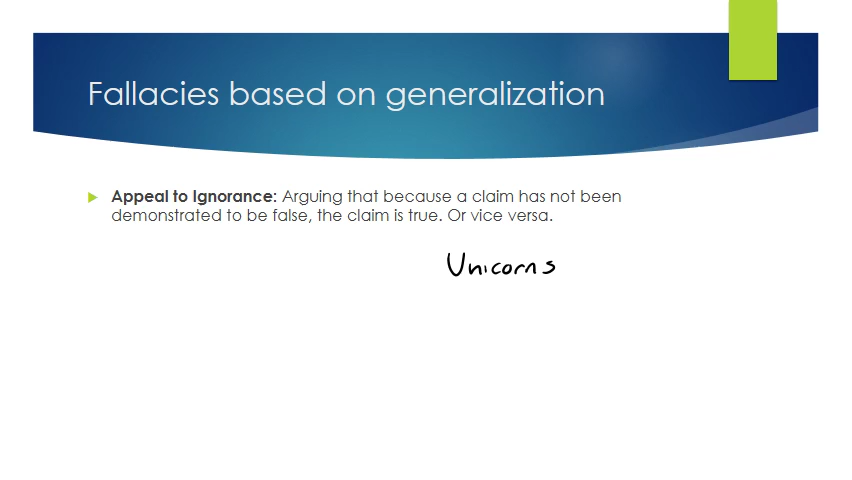 Fallacies based on generalization
Appeal to Ignorance: Arguing that because a claim has not been
demonstrated to be false, the claim is true. Or vice versa.
Unicorns